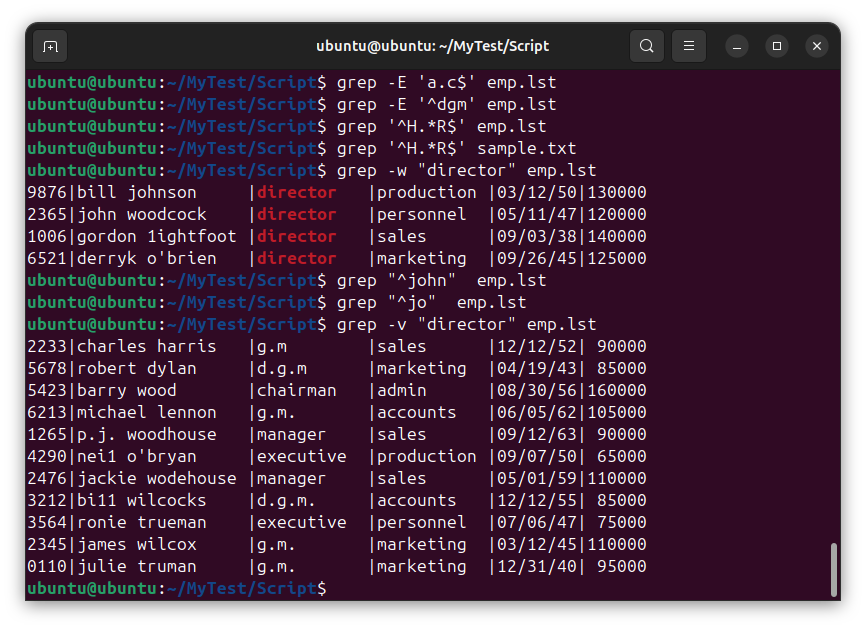 ubuntu@ubuntu: ~/MyTest/Script
ubuntu@ubuntu:~/MyTest/Script$ grep -E 'a.c$' emp.lst
ubuntu@ubuntu:~/MyTest/Script$ grep -E '^dgm' emp.lst
ubuntu@ubuntu:~/MyTest/Script$ grep '^H.*R$' emp.lst
ubuntu@ubuntu:~/MyTest/Script$ grep '^H.*R$' sample.txt
ubuntu@ubuntu:~/MyTest/Script$ grep -w "director" emp.lst
9876|bill johnson     |director   |production |03/12/50|130000
2365|john woodcock    |director   |personnel  |05/11/47|120000
1006|gordon 1ightfoot |director   |sales      |09/03/38|140000
6521|derryk o'brien   |director   |marketing  |09/26/45|125000
ubuntu@ubuntu:~/MyTest/Script$ grep "^john"  emp.lst
ubuntu@ubuntu:~/MyTest/Script$ grep "^jo"  emp.lst
ubuntu@ubuntu:~/MyTest/Script$ grep -v "director" emp.lst
2233|charles harris   |g.m        |sales      |12/12/52| 90000
5678|robert dylan     |d.g.m      |marketing  |04/19/43| 85000
5423|barry wood       |chairman   |admin      |08/30/56|160000
6213|michael lennon   |g.m.       |accounts   |06/05/62|105000
1265|p.j. woodhouse   |manager    |sales      |09/12/63| 90000
4290|nei1 o'bryan     |executive  |production |09/07/50| 65000
2476|jackie wodehouse |manager    |sales      |05/01/59|110000
3212|bi11 wilcocks    |d.g.m.     |accounts   |12/12/55| 85000
3564|ronie trueman    |executive  |personnel  |07/06/47| 75000
2345|james wilcox     |g.m.       |marketing  |03/12/45|110000
0110|julie truman     |g.m.       |marketing  |12/31/40| 95000
ubuntu@ubuntu:~/MyTest/Script$